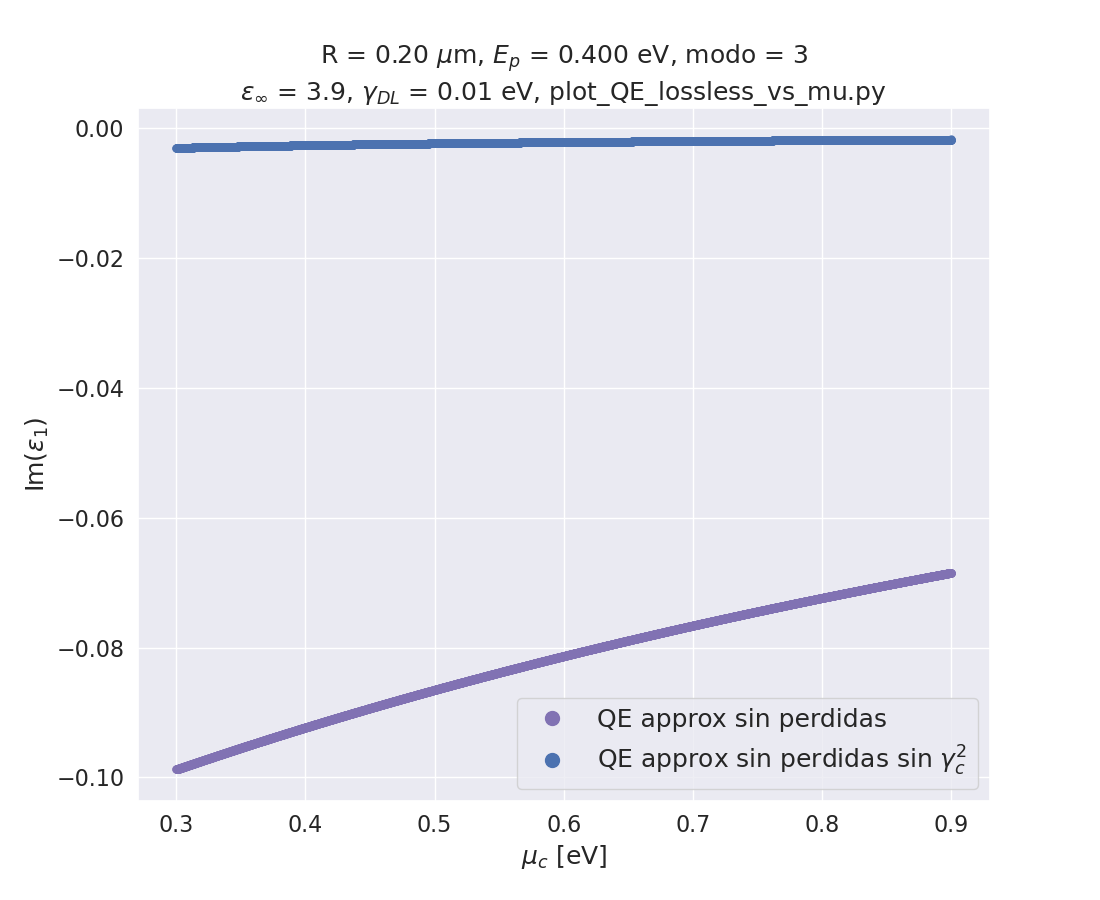 R = 0.20 μm, E_p = 0.400 eV, modo = 3
ε_∞ = 3.9, γ_DL = 0.01 eV, plot_QE_lossless_vs_mu.py
0.00
−0.02
−0.04
−0.06
−0.08
−0.10
Im(ε_1)
QE approx sin perdidas
QE approx sin perdidas sin γ_c^2
0.3 0.4 0.5 0.6 0.7 0.8 0.9
μ_c [eV]